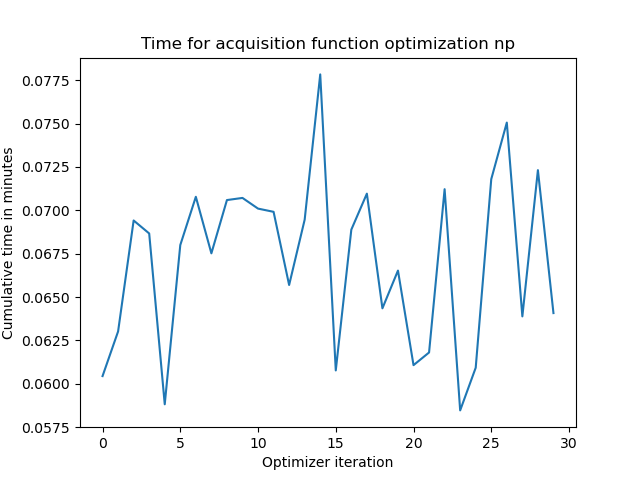 Time for acquisition function optimization np
Cumulative time in minutes
0.0775
0.0750
0.0725
0.0700
0.0675
0.0650
0.0625
0.0600
0.0575
0 5 10 15 20 25 30
Optimizer iteration